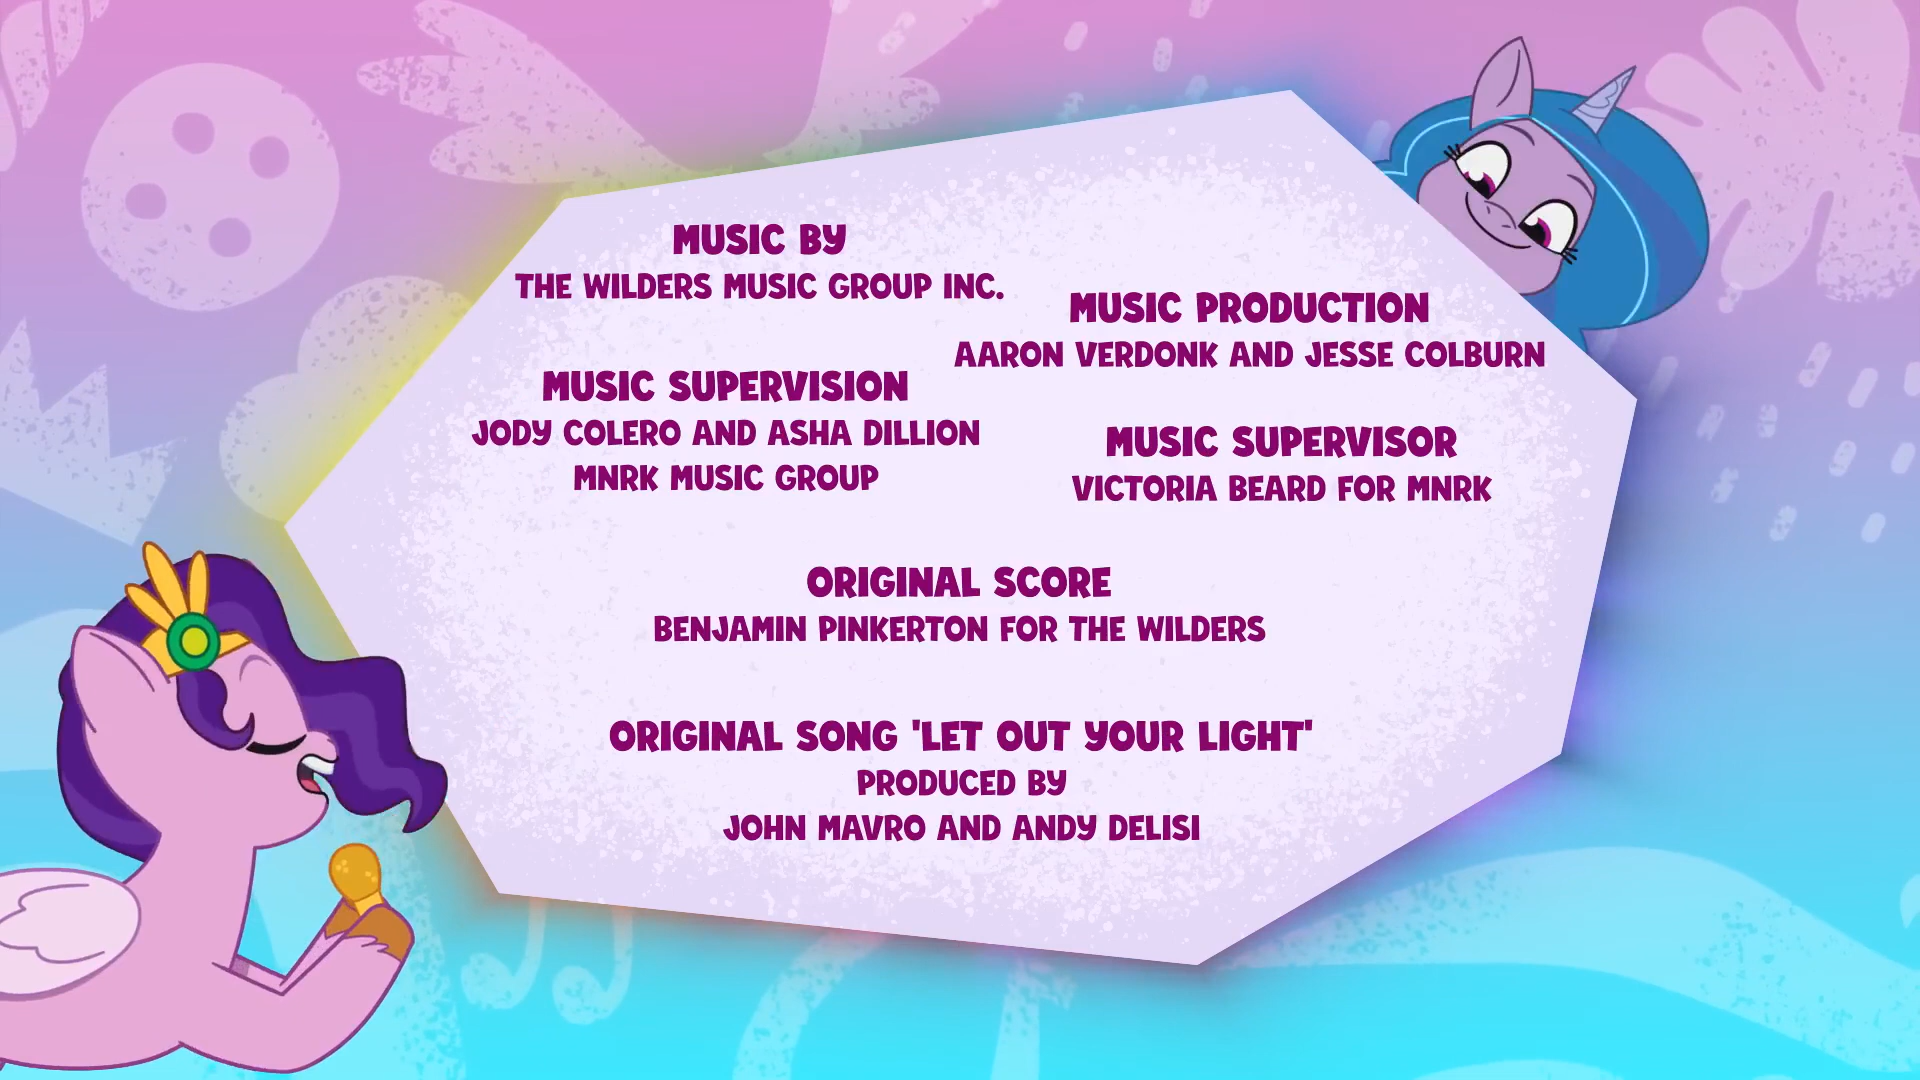 MUSIC BY
THE WILDERS MUSIC GROUP INC.
MUSIC PRODUCTION
AARON VERDONK AND JESSE COLBURN
MUSIC SUPERVISION
JODY COLERO AND ASHA DILLION
MNRK MUSIC GROUP
MUSIC SUPERVISOR
VICTORIA BEARD FOR MNRK
ORIGINAL SCORE
BENJAMIN PINKERTON FOR THE WILDERS
ORIGINAL SONG 'LET OUT YOUR LIGHT'
PRODUCED BY
JOHN MAVRO AND ANDY DELISI